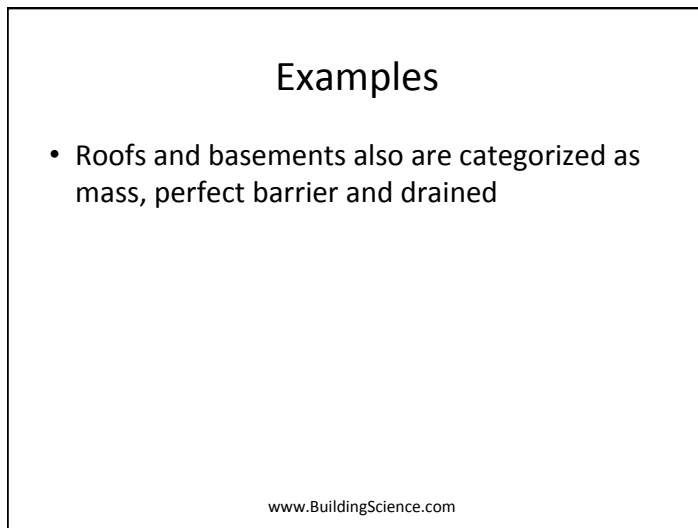 Examples
• Roofs and basements also are categorized as
mass, perfect barrier and drained
www.BuildingScience.com